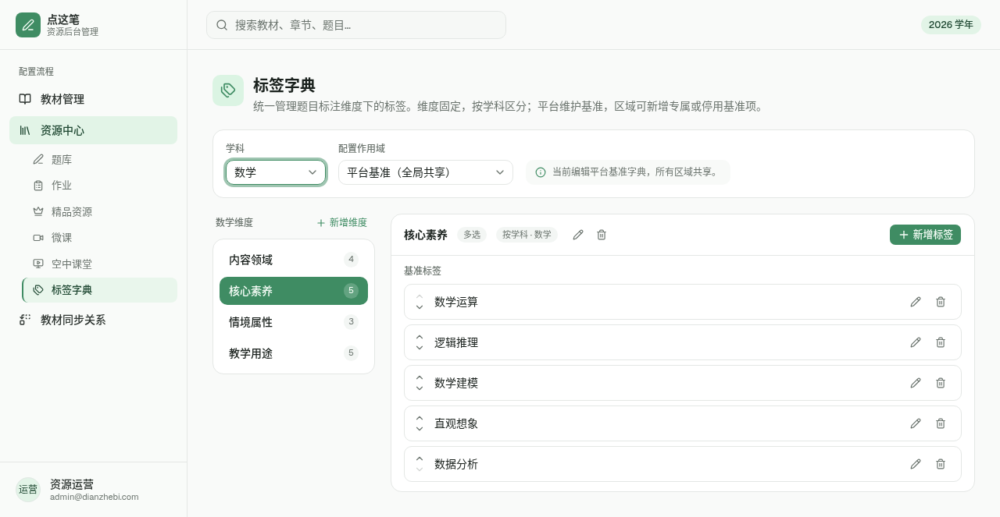 点这笔
资源后台管理
搜索教材、章节、题目…
2026 学年
配置流程
教材管理
资源中心
题库
作业
精品资源
微课
空中课堂
标签字典
教材同步关系
运营
资源运营
admin@dianzhebi.com
标签字典
统一管理题目标注维度下的标签。维度固定，按学科区分；平台维护基准，区域可新增专属或停用基准项。
学科
配置作用域
数学
平台基准（全局共享）
当前编辑平台基准字典，所有区域共享。
数学维度
新增维度
内容领域 4
核心素养 5
情境属性 3
教学用途 5
核心素养 多选 按学科 · 数学
新增标签
基准标签
数学运算
逻辑推理
数学建模
直观想象
数据分析